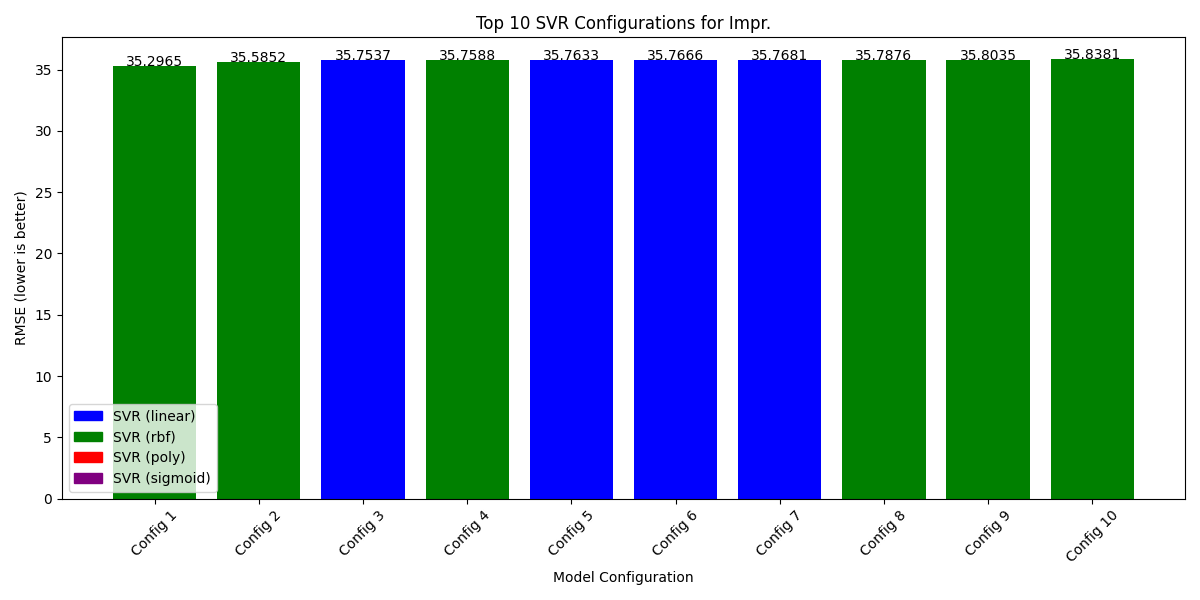 Top 10 SVR Configurations for Impr.
RMSE (lower is better)
35
30
25
20
15
10
5
0
35.2965
35.5852
35.7537
35.7588
35.7633
35.7666
35.7681
35.7876
35.8035
35.8381
SVR (linear)
SVR (rbf)
SVR (poly)
SVR (sigmoid)
Config 1
Config 2
Config 3
Config 4
Config 5
Config 6
Config 7
Config 8
Config 9
Config 10
Model Configuration